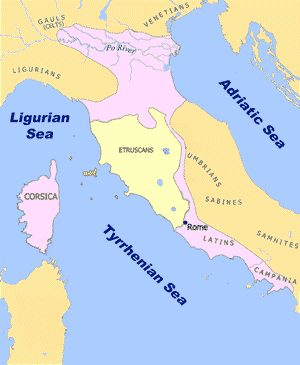 GAULS
(CELTS)
VENETIANS
Po River
LIGURIANS
Adriatic Sea
Ligurian
Sea
ETRUSCANS
UMBRIANS
CORSICA
SABINES
Rome
SAMNITES
LATINS
Tyrrhenian Sea
CAMPANIA